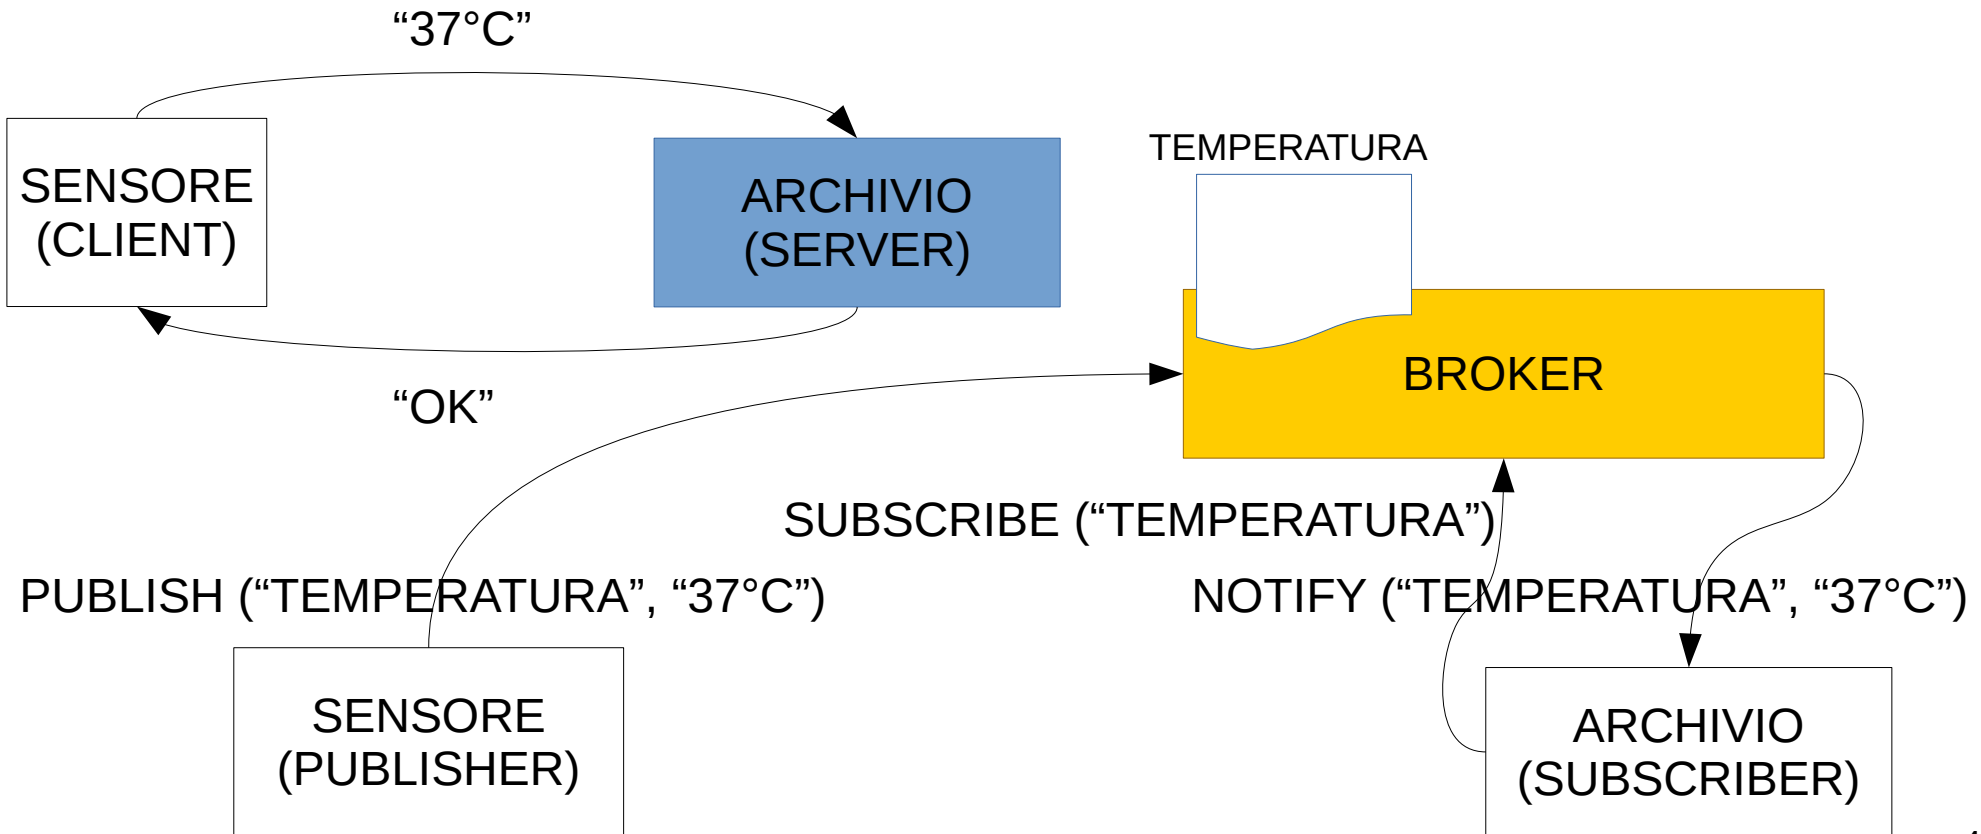 “37°C”
SENSORE
(CLIENT)
ARCHIVIO
(SERVER)
“OK”
TEMPERATURA
BROKER
SUBSCRIBE (“TEMPERATURA”)
PUBLISH (“TEMPERATURA”, “37°C”)
NOTIFY (“TEMPERATURA”, “37°C”)
SENSORE
(PUBLISHER)
ARCHIVIO
(SUBSCRIBER)